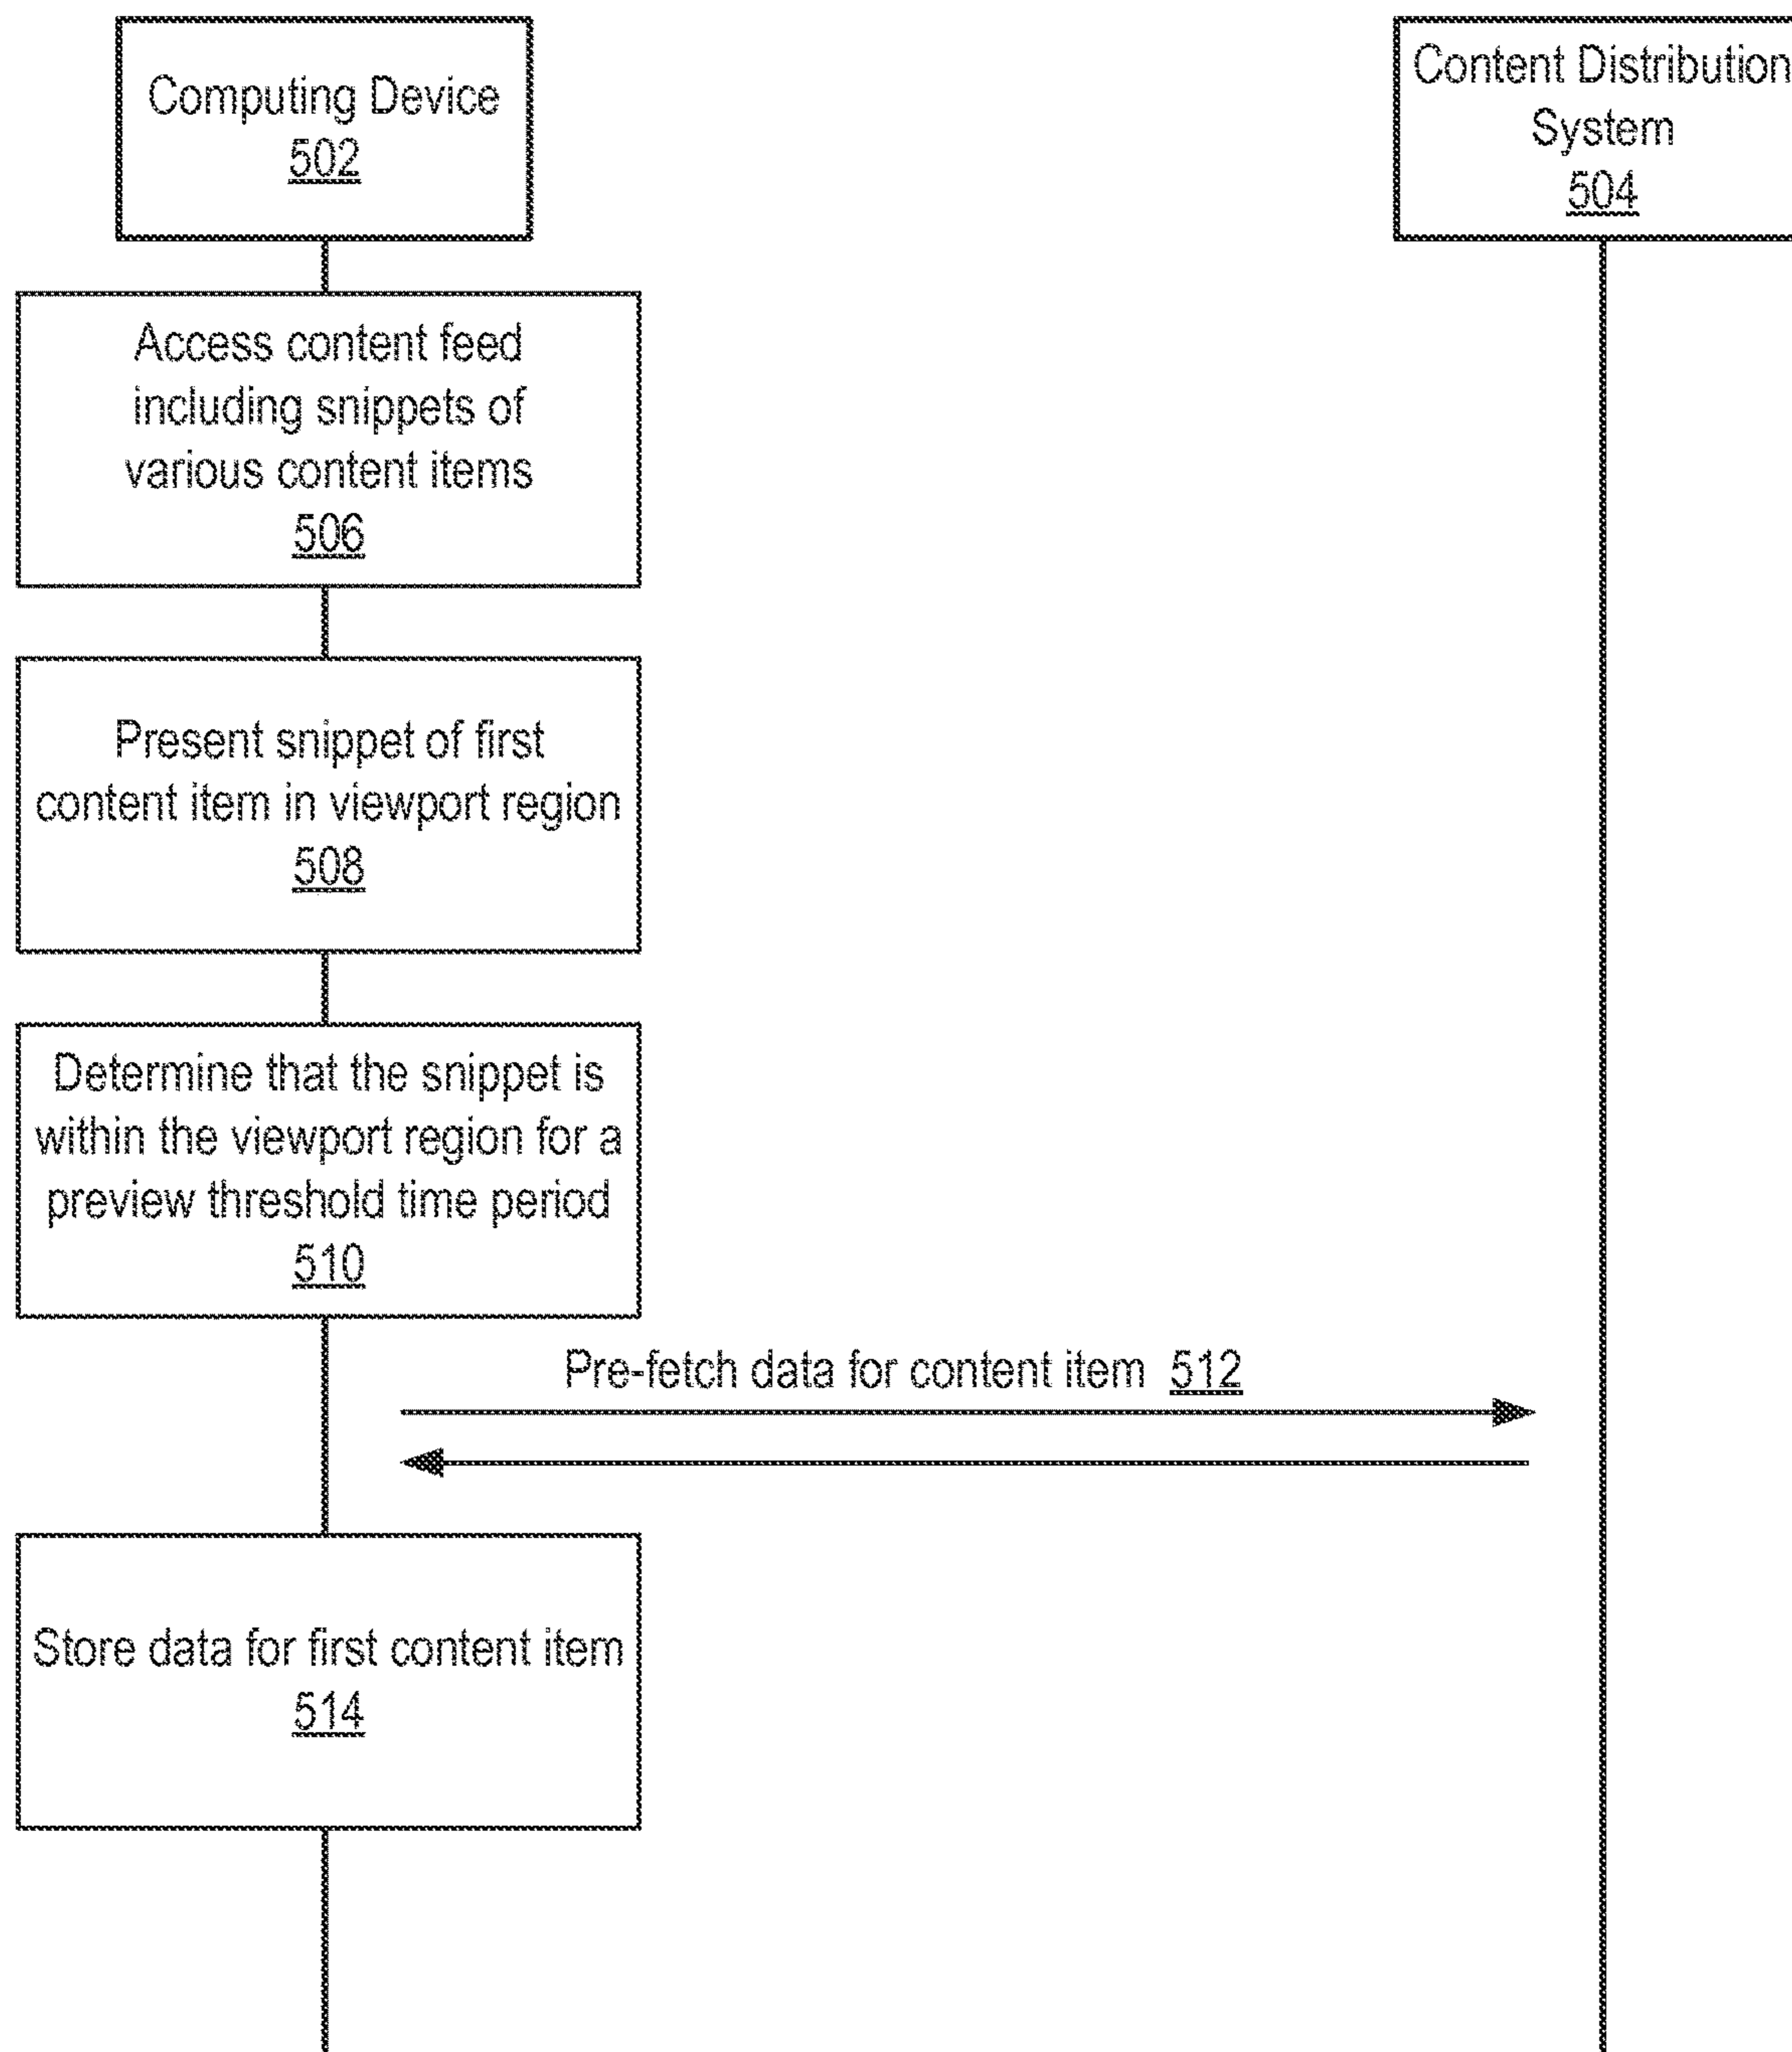 Computing Device
502
Content Distribution
System
504
Access content feed
including snippets of
various content items
506
Present snippet of first
content item in viewport region
508
Determine that the snippet is
within the viewport region for a
preview threshold time period
510
Pre-fetch data for content item 512
Store data for first content item
514